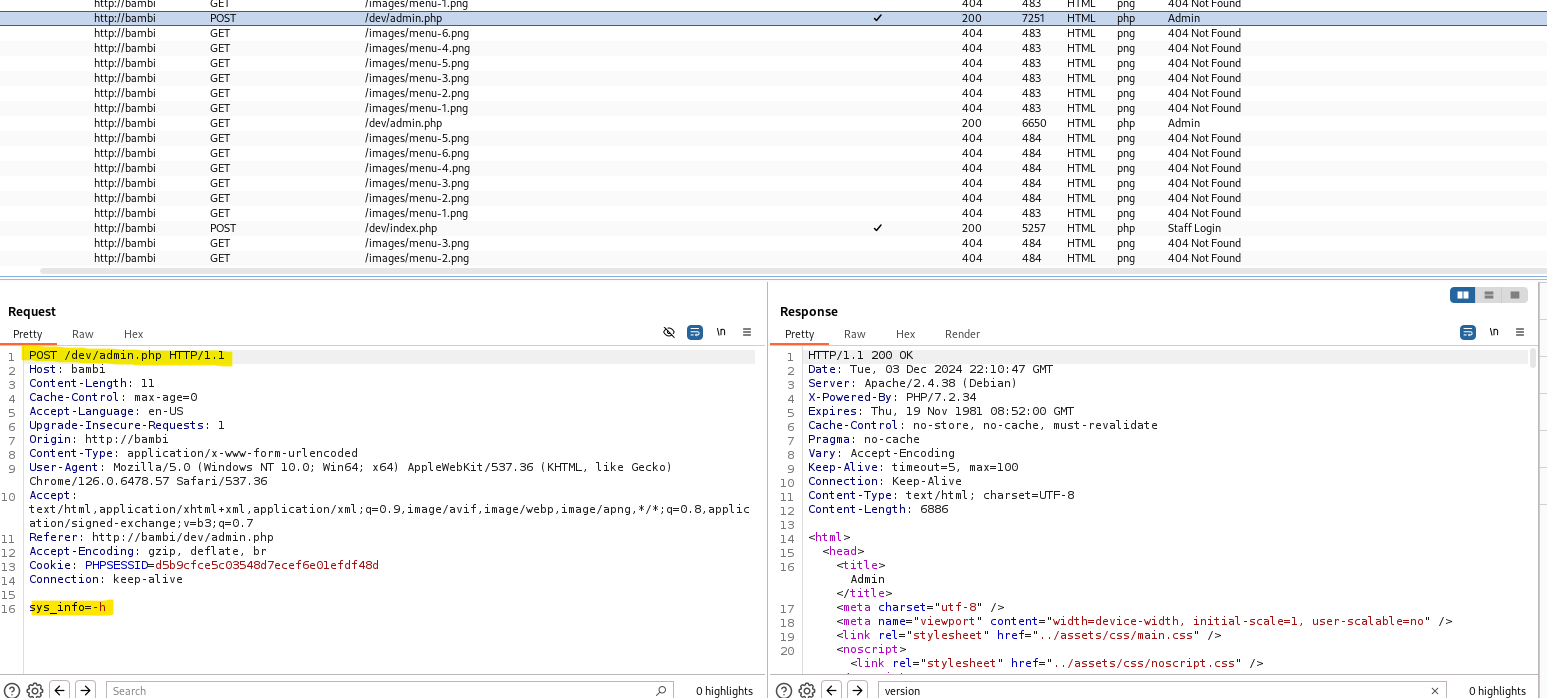 http://bambi GET /images/menu-1.png 404 483 HTML png 404 Not Found
http://bambi POST /dev/admin.php ✓ 200 7251 HTML php Admin
http://bambi GET /images/menu-6.png 404 483 HTML png 404 Not Found
http://bambi GET /images/menu-4.png 404 483 HTML png 404 Not Found
http://bambi GET /images/menu-5.png 404 483 HTML png 404 Not Found
http://bambi GET /images/menu-3.png 404 483 HTML png 404 Not Found
http://bambi GET /images/menu-2.png 404 483 HTML png 404 Not Found
http://bambi GET /images/menu-1.png 404 483 HTML png 404 Not Found
http://bambi GET /dev/admin.php 200 6650 HTML php Admin
http://bambi GET /images/menu-5.png 404 484 HTML png 404 Not Found
http://bambi GET /images/menu-6.png 404 484 HTML png 404 Not Found
http://bambi GET /images/menu-4.png 404 484 HTML png 404 Not Found
http://bambi GET /images/menu-3.png 404 484 HTML png 404 Not Found
http://bambi GET /images/menu-2.png 404 484 HTML png 404 Not Found
http://bambi GET /images/menu-1.png 404 483 HTML png 404 Not Found
http://bambi POST /dev/index.php ✓ 200 5257 HTML php Staff Login
http://bambi GET /images/menu-3.png 404 484 HTML png 404 Not Found
http://bambi GET /images/menu-2.png 404 484 HTML png 404 Not Found
Request
Pretty Raw Hex
\n
1 POST /dev/admin.php HTTP/1.1
2 Host: bambi
3 Content-Length: 11
4 Cache-Control: max-age=0
5 Accept-Language: en-US
6 Upgrade-Insecure-Requests: 1
7 Origin: http://bambi
8 Content-Type: application/x-www-form-urlencoded
9 User-Agent: Mozilla/5.0 (Windows NT 10.0; Win64; x64) AppleWebKit/537.36 (KHTML, like Gecko)
Chrome/126.0.6478.57 Safari/537.36
10 Accept:
text/html,application/xhtml+xml,application/xml;q=0.9,image/avif,image/webp,image/apng,*/*;q=0.8,applic
ation/signed-exchange;v=b3;q=0.7
11 Referer: http://bambi/dev/admin.php
12 Accept-Encoding: gzip, deflate, br
13 Cookie: PHPSESSID=d5b9cfce5c03548d7ecef6e01efdf48d
14 Connection: keep-alive
15
16 sys_info=-h
Search
0 highlights
Response
Pretty Raw Hex Render
\n
1 HTTP/1.1 200 OK
2 Date: Tue, 03 Dec 2024 22:10:47 GMT
3 Server: Apache/2.4.38 (Debian)
4 X-Powered-By: PHP/7.2.34
5 Expires: Thu, 19 Nov 1981 08:52:00 GMT
6 Cache-Control: no-store, no-cache, must-revalidate
7 Pragma: no-cache
8 Vary: Accept-Encoding
9 Keep-Alive: timeout=5, max=100
10 Connection: Keep-Alive
11 Content-Type: text/html; charset=UTF-8
12 Content-Length: 6886
13
14 <html>
15 <head>
16 <title>
Admin
</title>
17 <meta charset="utf-8" />
18 <meta name="viewport" content="width=device-width, initial-scale=1, user-scalable=no" />
19 <link rel="stylesheet" href="../assets/css/main.css" />
20 <noscript>
<link rel="stylesheet" href="../assets/css/noscript.css" />
version
0 highlights